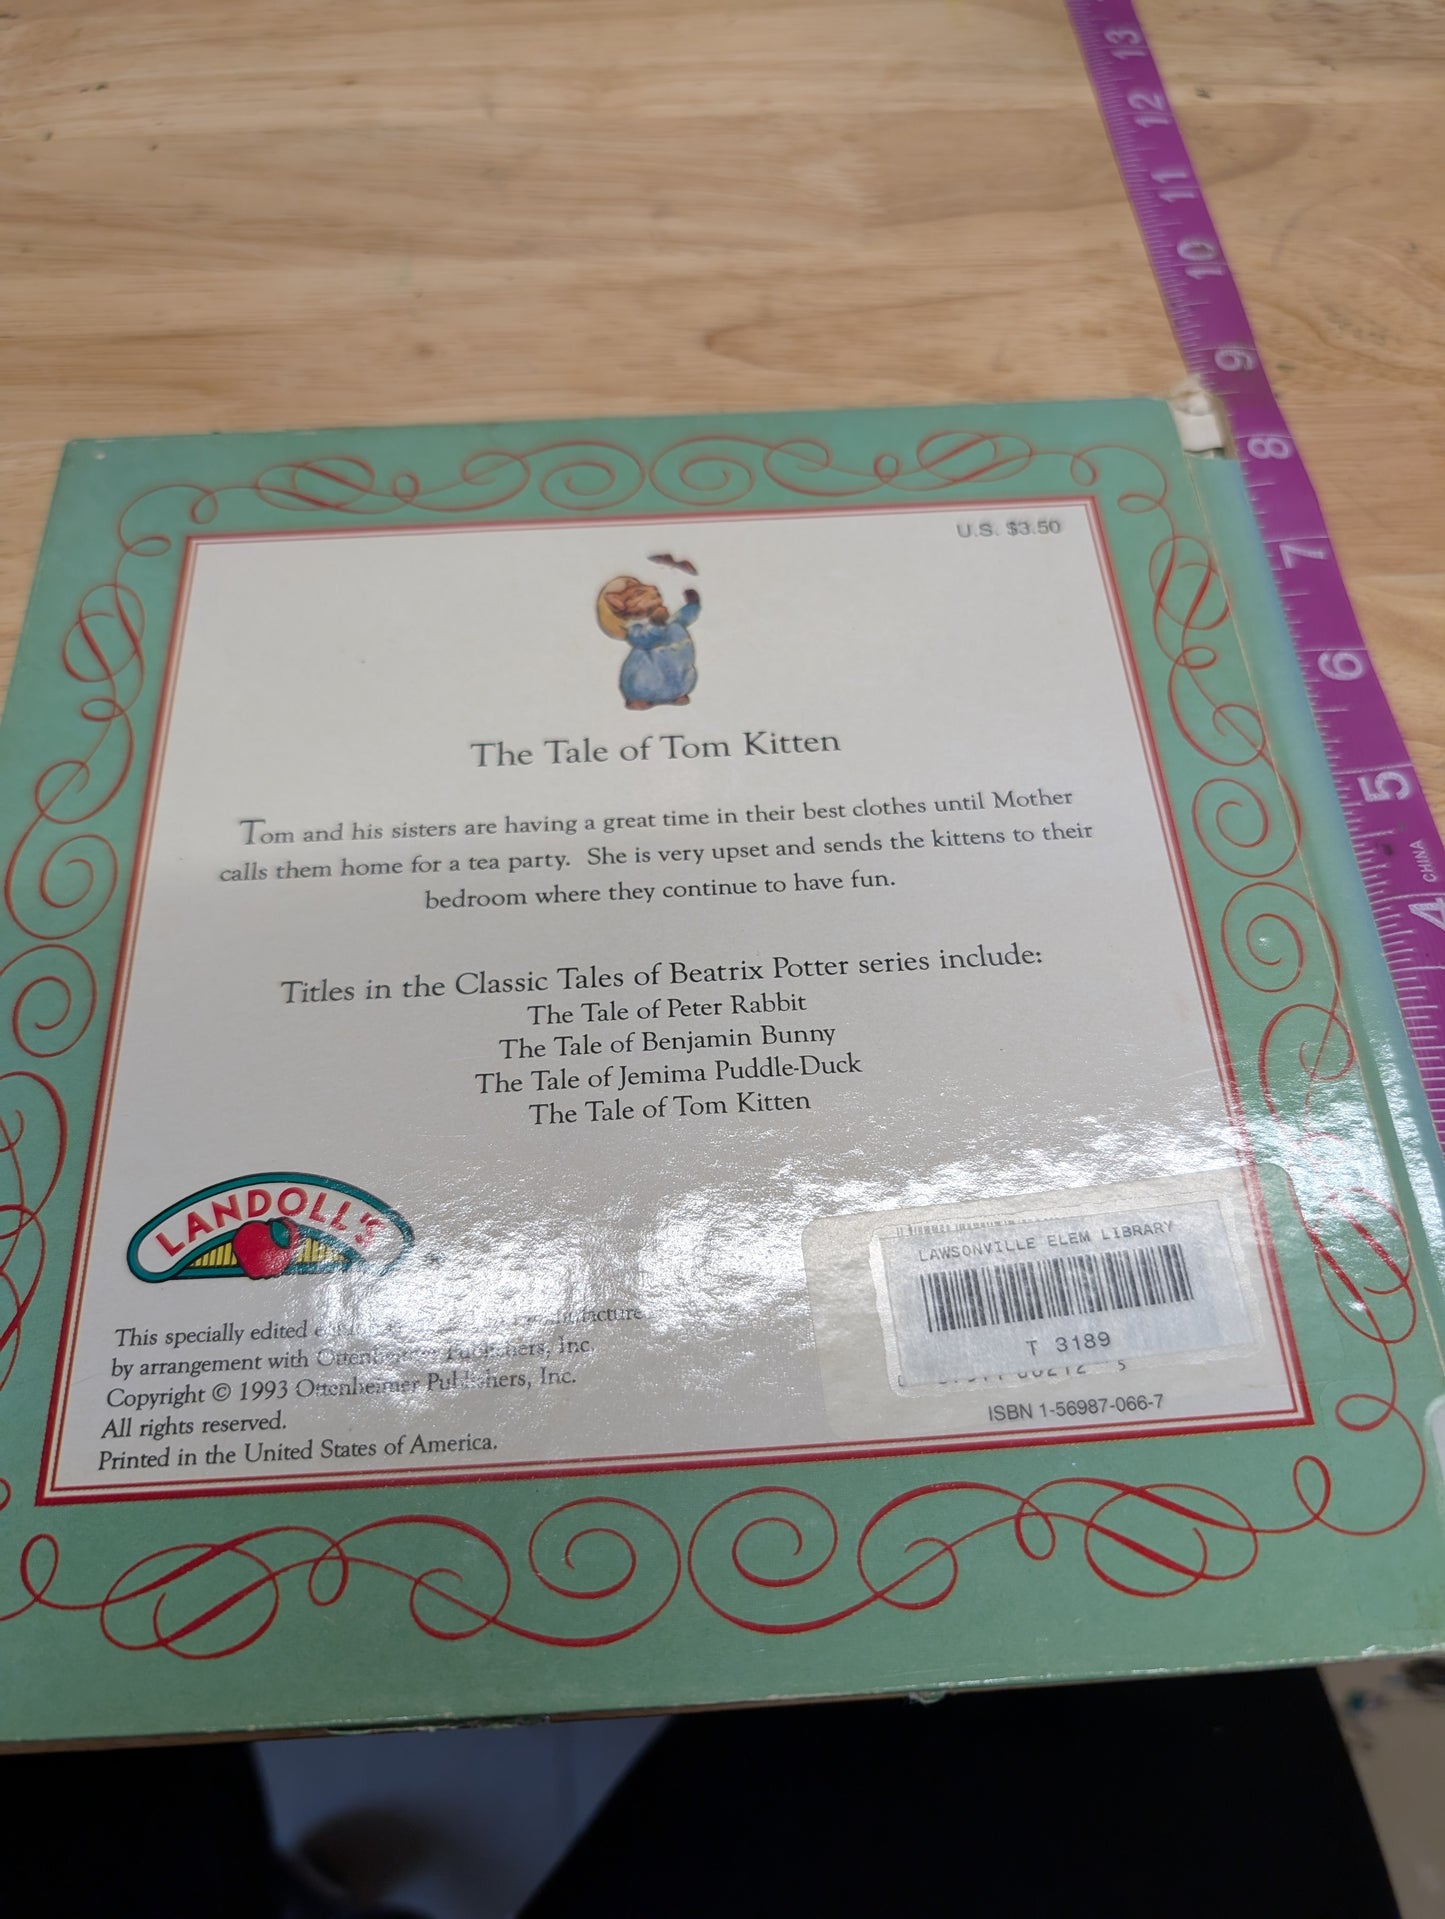 13
12
11
10
9
8
7
6
5
CHINA
4
U.S. $3.50
The Tale of Tom Kitten
Tom and his sisters are having a great time in their best clothes until Mother
calls them home for a tea party. She is very upset and sends the kittens to their
bedroom where they continue to have fun.
Titles in the Classic Tales of Beatrix Potter series include:
The Tale of Peter Rabbit
The Tale of Benjamin Bunny
The Tale of Jemima Puddle-Duck
The Tale of Tom Kitten
LANDOLL'S
This specially edited
by arrangement with Ottenheimer Publishers, Inc.
Copyright © 1993 Ottenheimer Publishers, Inc.
All rights reserved.
Printed in the United States of America.
LAWSONVILLE ELEM LIBRARY
T 3189
5
ISBN 1-56987-066-7